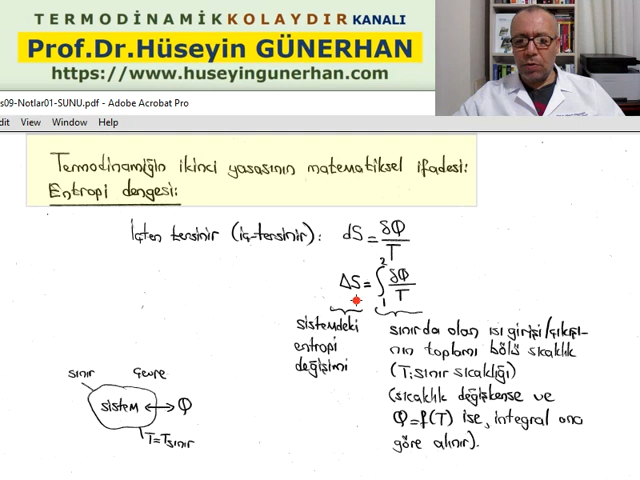 TERMODİNAMİKKOLAYDIR KANALI
Prof.Dr.Hüseyin GÜNERHAN
https://www.huseyingunerhan.com
s09-Notlar01-SUNU.pdf - Adobe Acrobat Pro
dit View Window Help
Termodinamiğin ikinci yasasının matematiksel ifadesi:
Entropi dengesi:
İçten tersinir (iç-tersinir): dS = δQ/T
ΔS = ∫₁² δQ/T
sistemdeki
entropi
değişimi
sınırda olan ısı girişi/çıkışı-
nın toplamı bölü sıcaklık
(T; sınır sıcaklığı)
(sıcaklık değişkense ve
Q=f(T) ise, integral ona
göre alınır).
sınır
çevre
sistem
Q
T=Tsınır